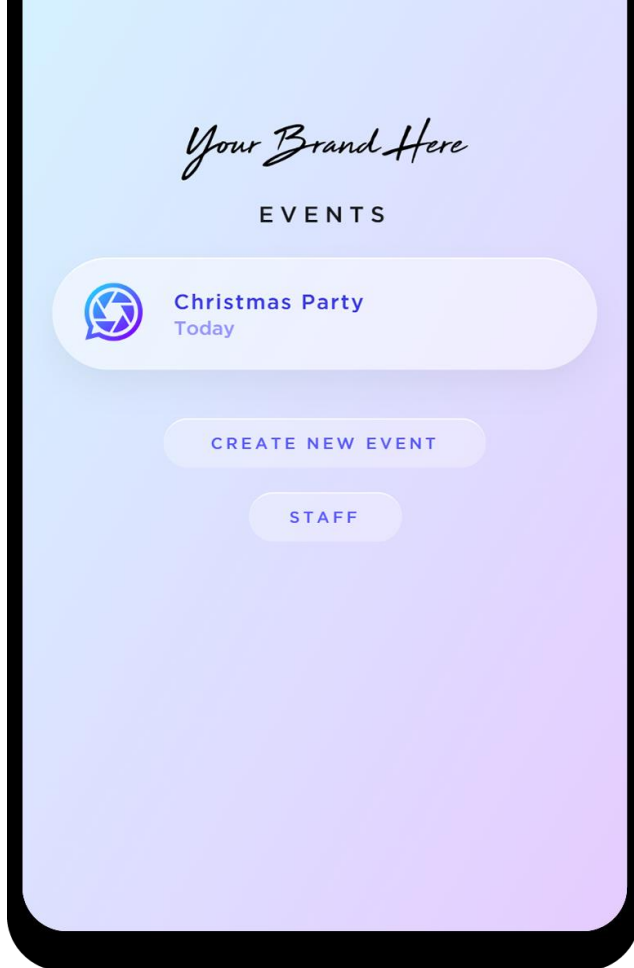 Your Brand Here
EVENTS
Christmas Party
Today
CREATE NEW EVENT
STAFF